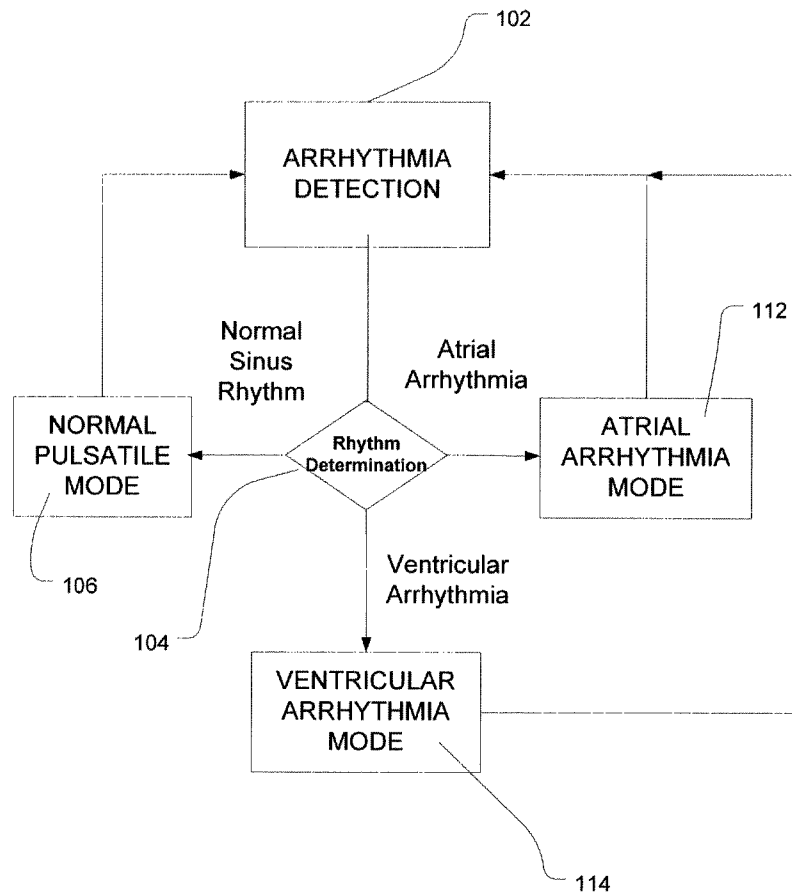 102
ARRHYTHMIA
DETECTION
112
Normal
Sinus
Rhythm
Atrial
Arrhythmia
NORMAL
PULSATILE
MODE
Rhythm
Determination
ATRIAL
ARRHYTHMIA
MODE
106
104
Ventricular
Arrhythmia
VENTRICULAR
ARRHYTHMIA
MODE
114